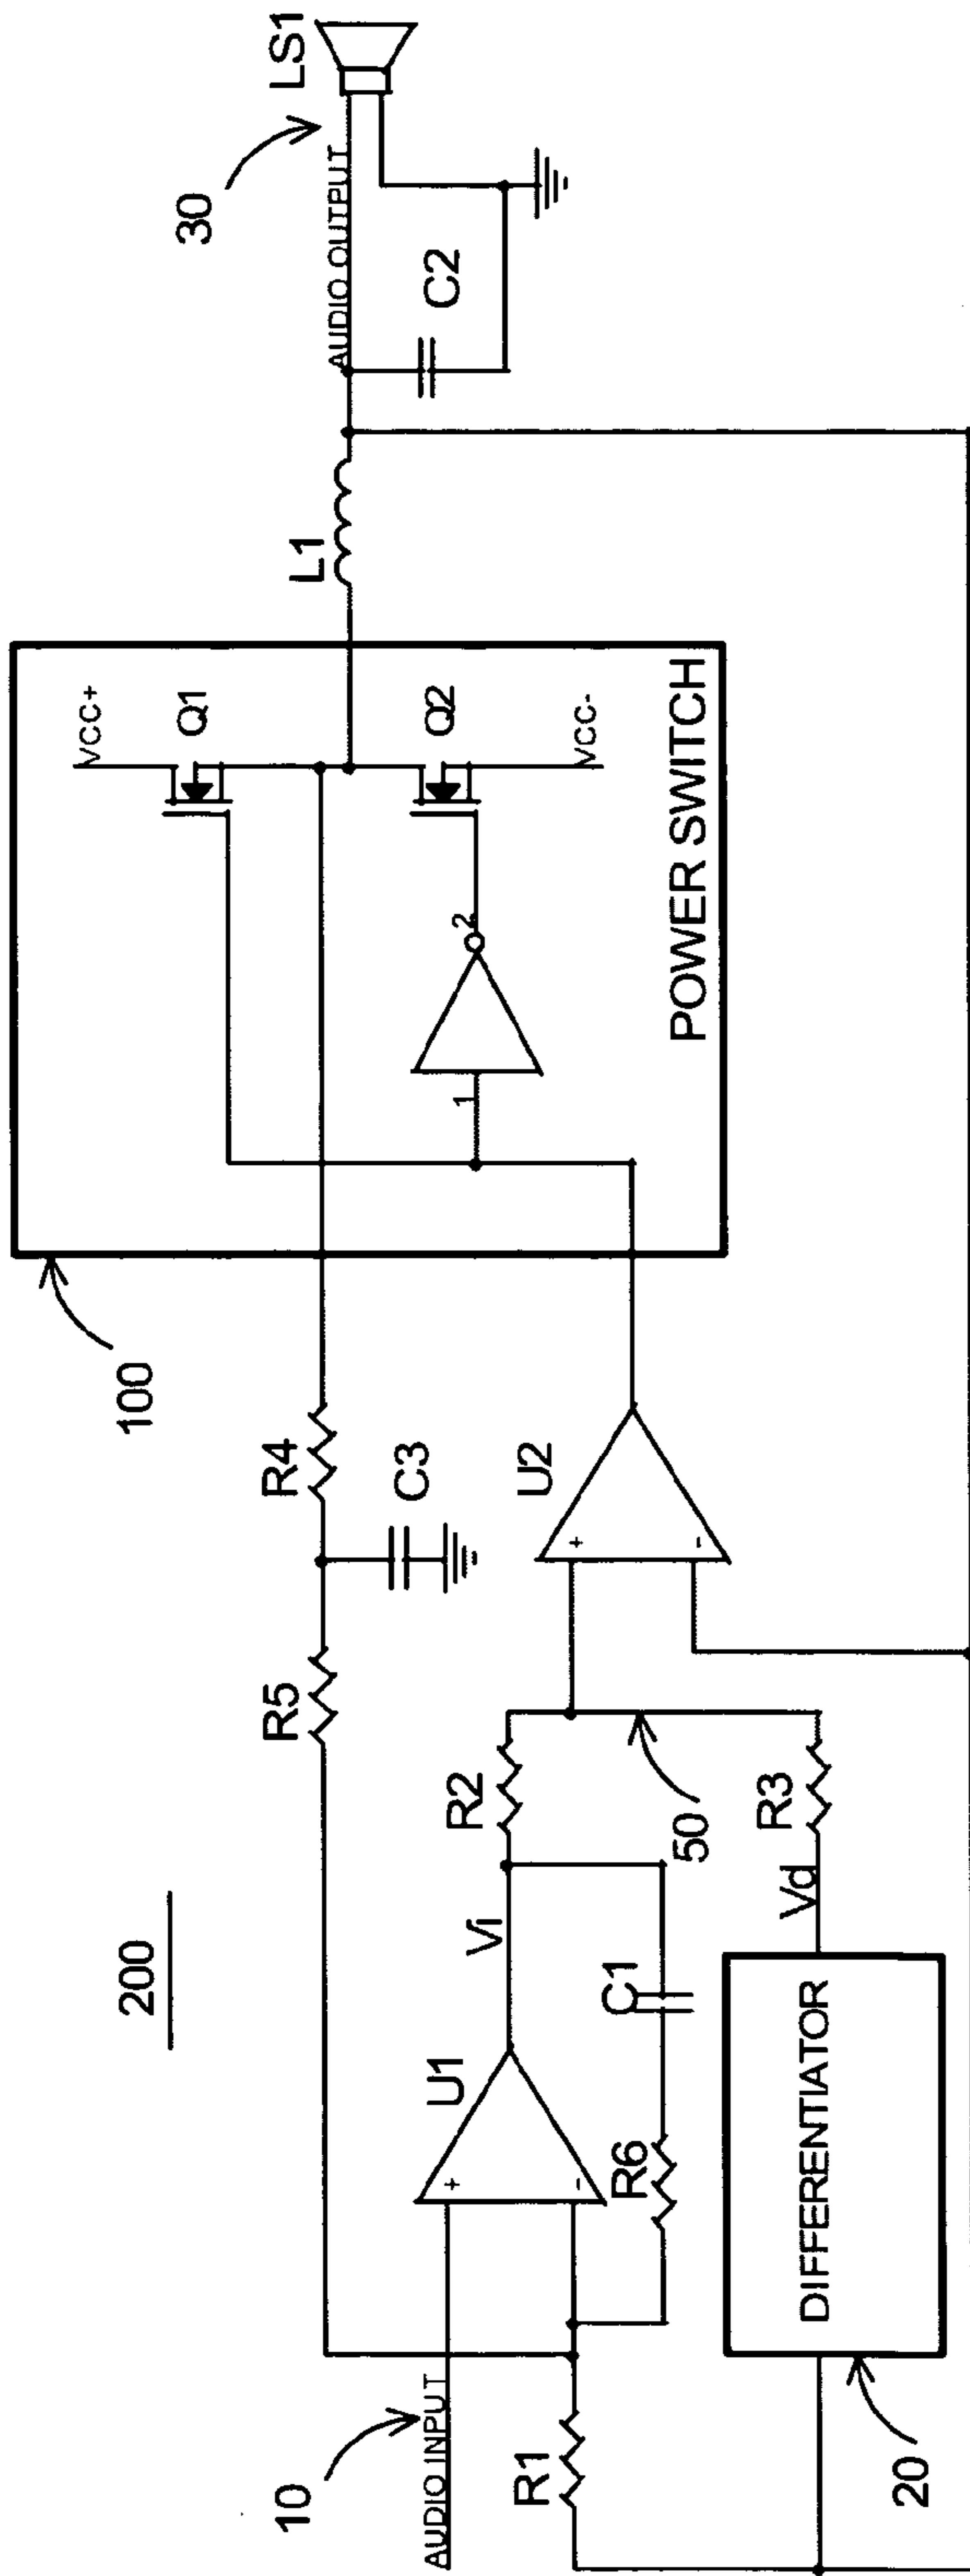 200
10
AUDIO INPUT
R1
20
DIFFERENTIATOR
+
-
U1
R6
C1
Vi
Vd
R2
R3
50
R5
R4
C3
+
-
U2
100
1
2
VCC+
Q1
Q2
VCC-
POWER SWITCH
L1
C2
AUDIO OUTPUT
30
LS1